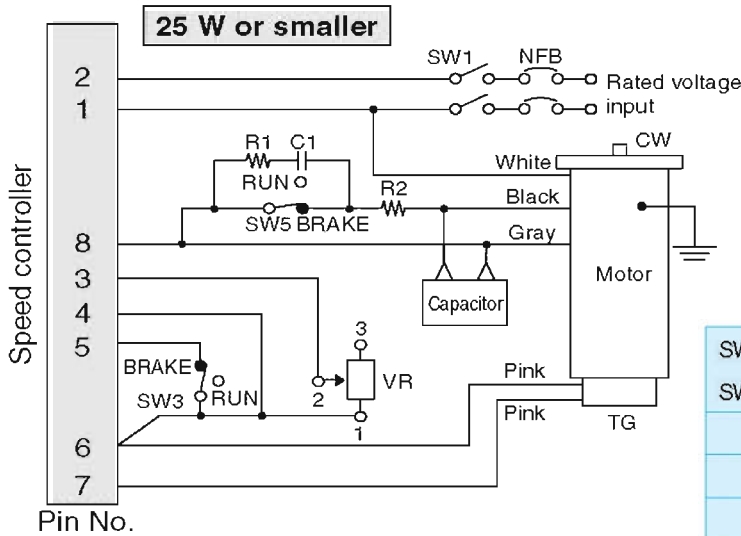 25 W or smaller
SW1
NFB
2
Rated voltage
1
input
CW
R1
C1
White
RUN
R2
Black
SW5
BRAKE
8
Gray
Speed controller
3
Motor
Capacitor
4
3
5
BRAKE
VR
SW
RUN
2
Pink
SW3
SW
1
Pink
TG
6
7
Pin No.